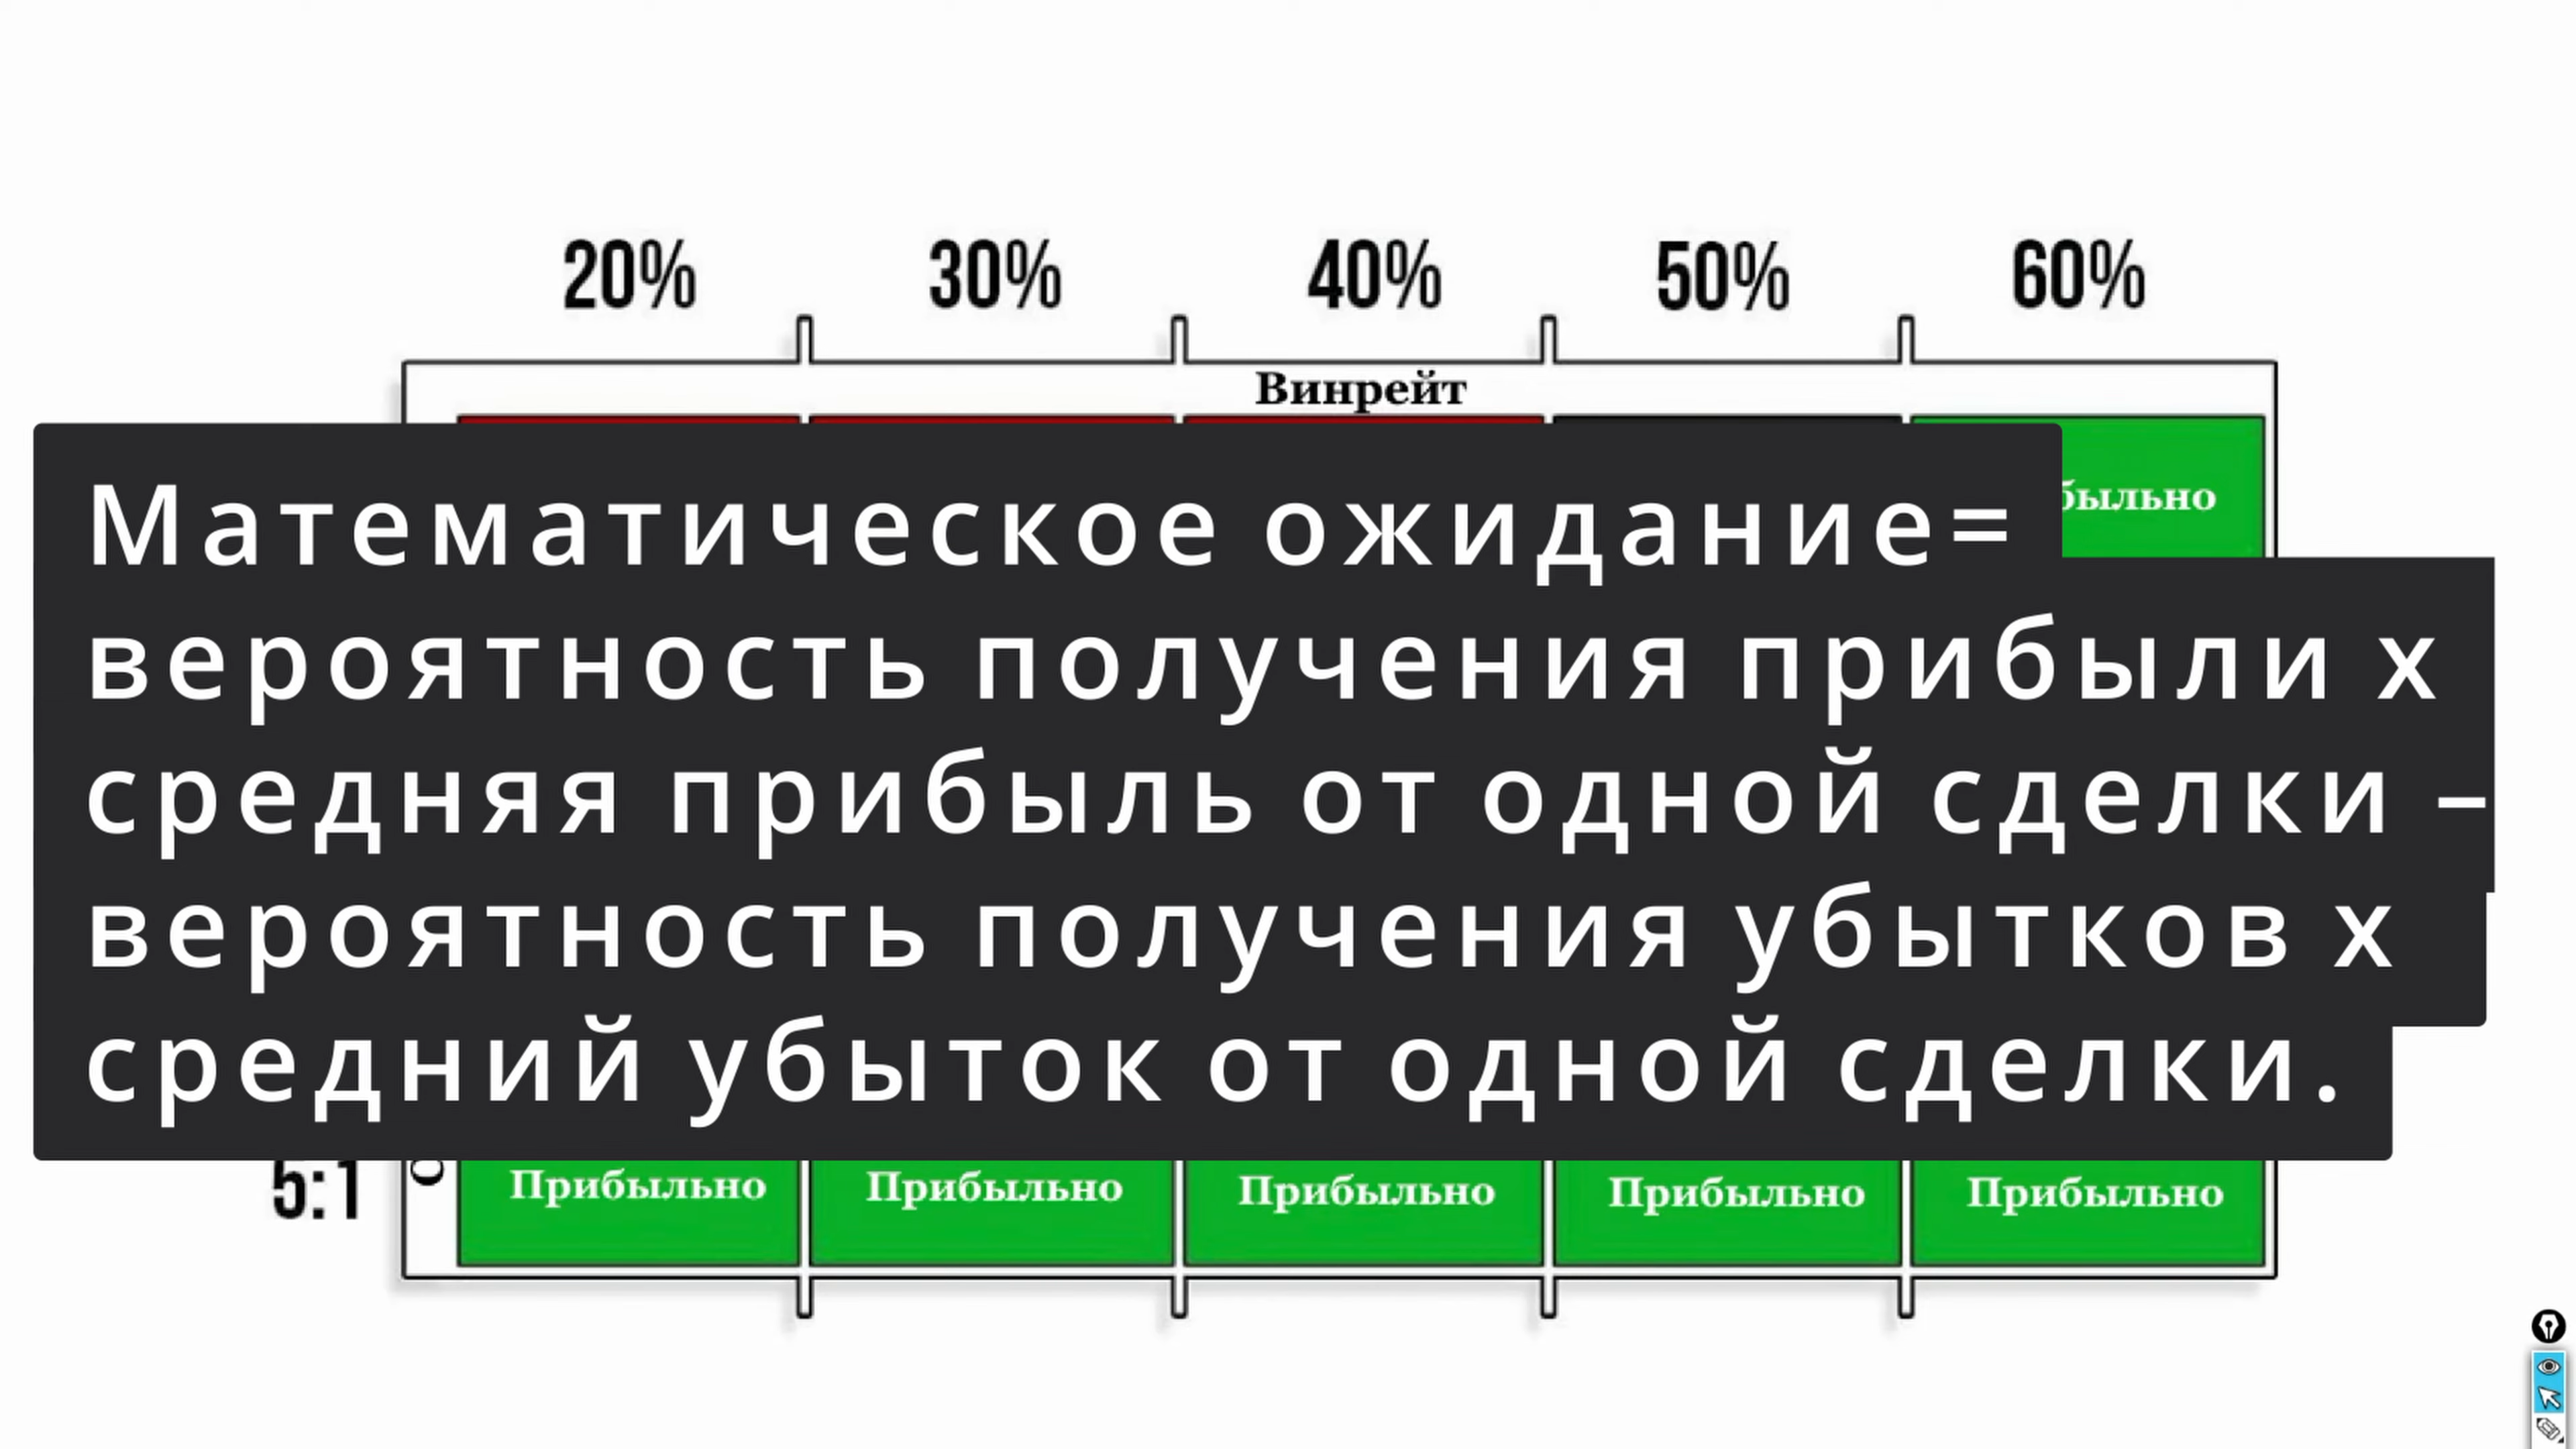 20% 30% 40% 50% 60%
Винрейт
Математическое ожидание=
вероятность получения прибыли х
средняя прибыль от одной сделки –
вероятность получения убытков х
средний убыток от одной сделки.
5:1 Прибыльно Прибыльно Прибыльно Прибыльно Прибыльно